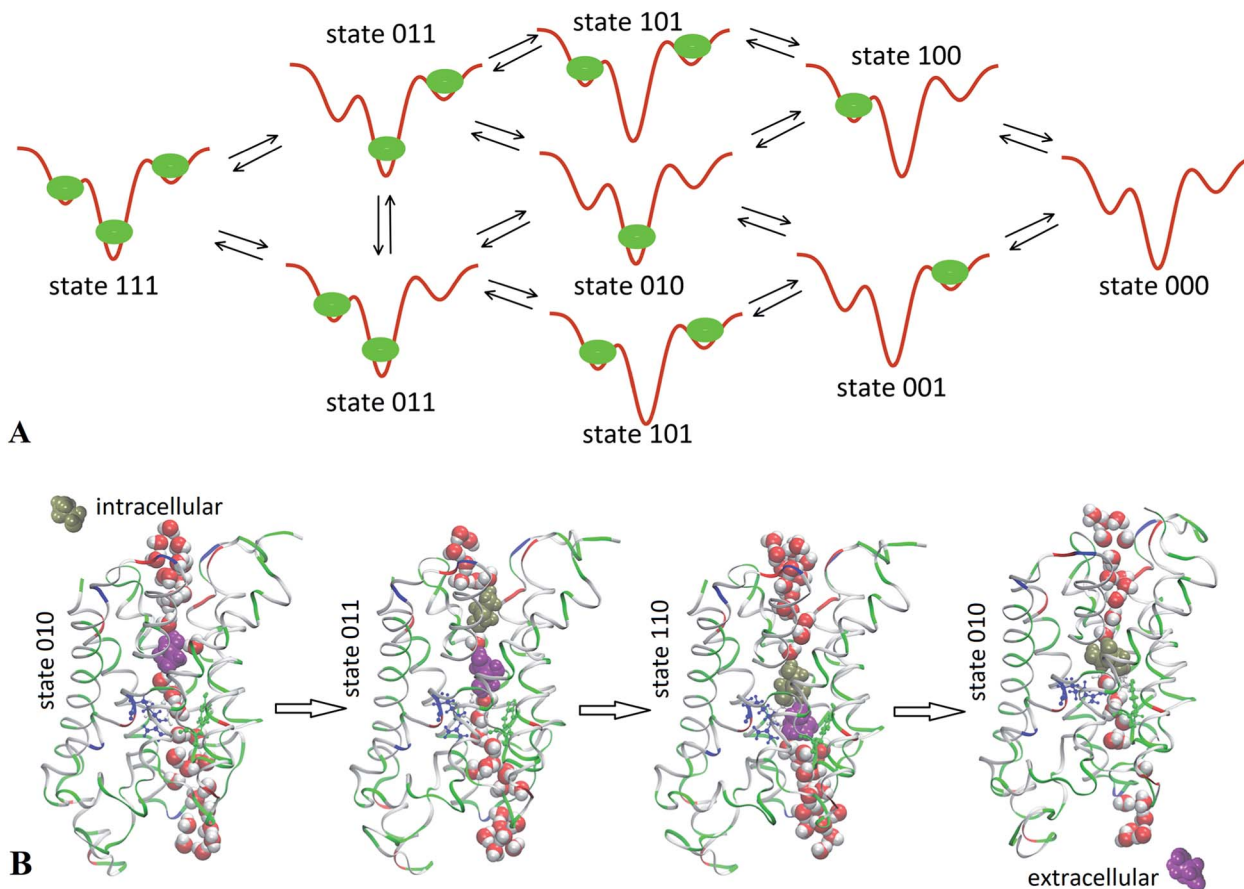 A
state 011
state 101
state 100
state 111
state 010
state 000
state 011
state 101
state 001
B
intracellular
state 010
state 011
state 110
state 010
extracellular